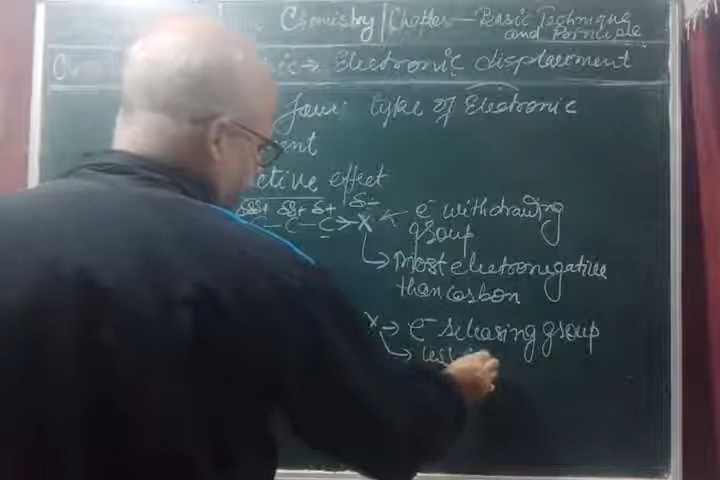 Chemistry/Chapter — Basic Technique
and Porniciple
→ Electronic displacement
four type of Electronic
ent
ctive effect
δδδ+ δδ+ δ+ δ-
C-C-C→X ← e- withdrawing
group
→ Most electronegative
than carbon
X → e- releasing group
→ less